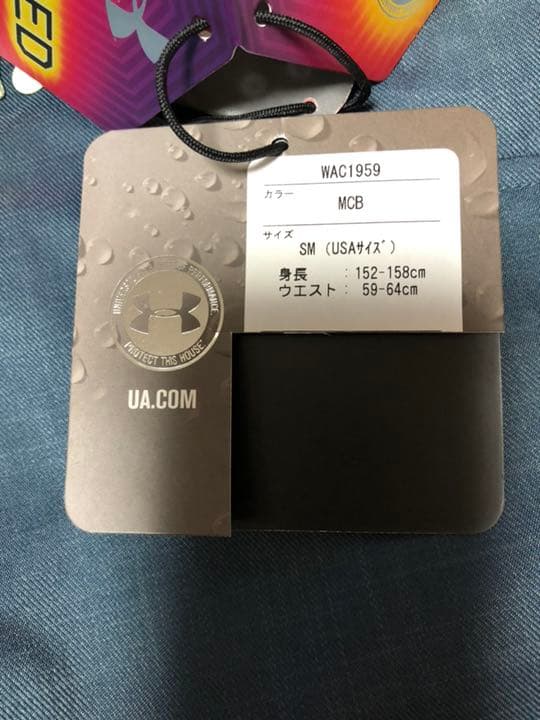 ED
WAC1959
カラー
MCB
サイズ
SM (USAｻｲｽﾞ)
身長 : 152-158cm
ウエスト : 59-64cm
PROTECT THIS HOUSE
UA.COM